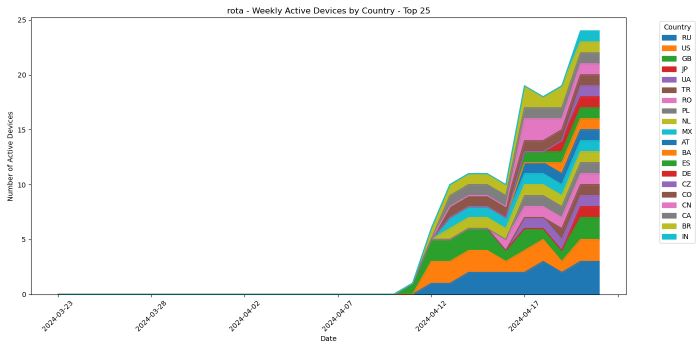 rota - Weekly Active Devices by Country - Top 25
Number of Active Devices
25
20
15
10
5
0
2024-03-23
2024-03-28
2024-04-02
2024-04-07
2024-04-12
2024-04-17
Date
Country
RU
US
GB
JP
UA
TR
RO
PL
NL
MX
AT
BA
ES
DE
CZ
CO
CN
CA
BR
IN